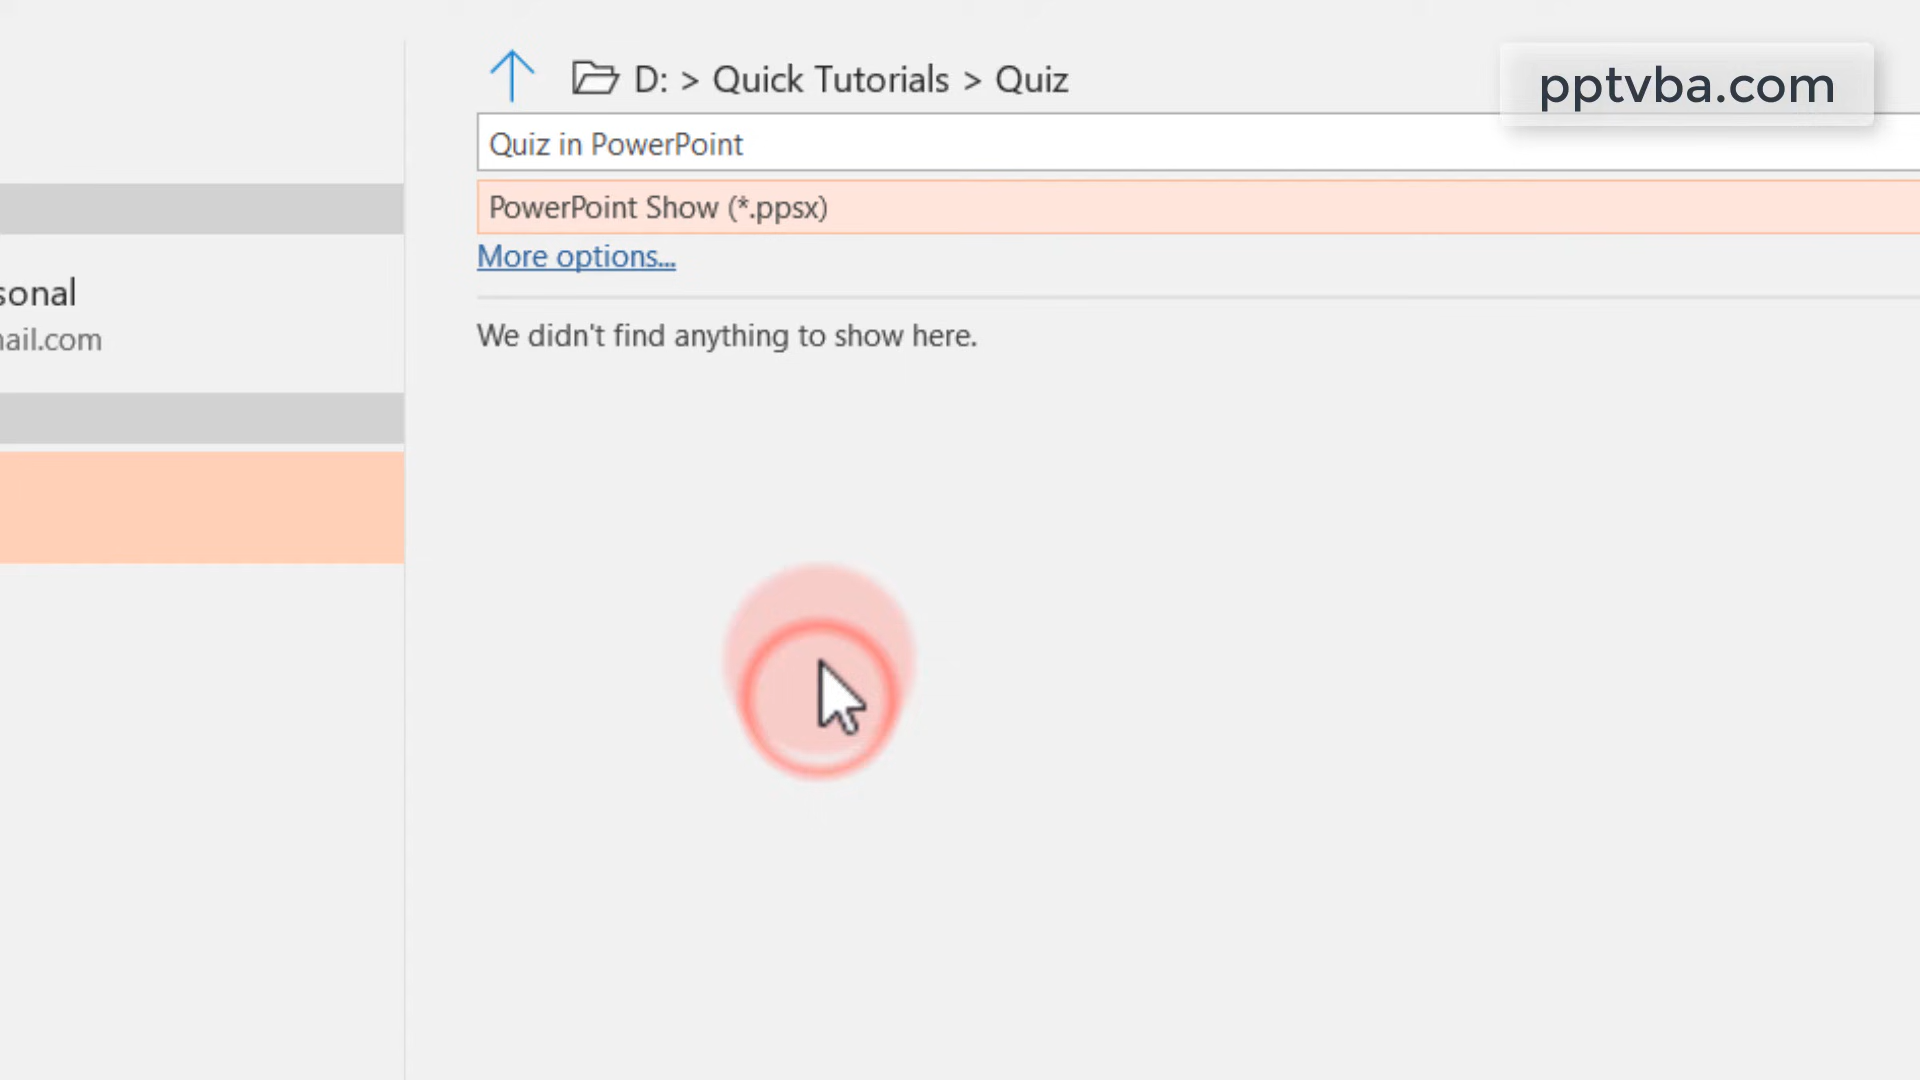 D: > Quick Tutorials > Quiz
pptvba.com
Quiz in PowerPoint
PowerPoint Show (*.ppsx)
More options...
sonal
ail.com
We didn't find anything to show here.